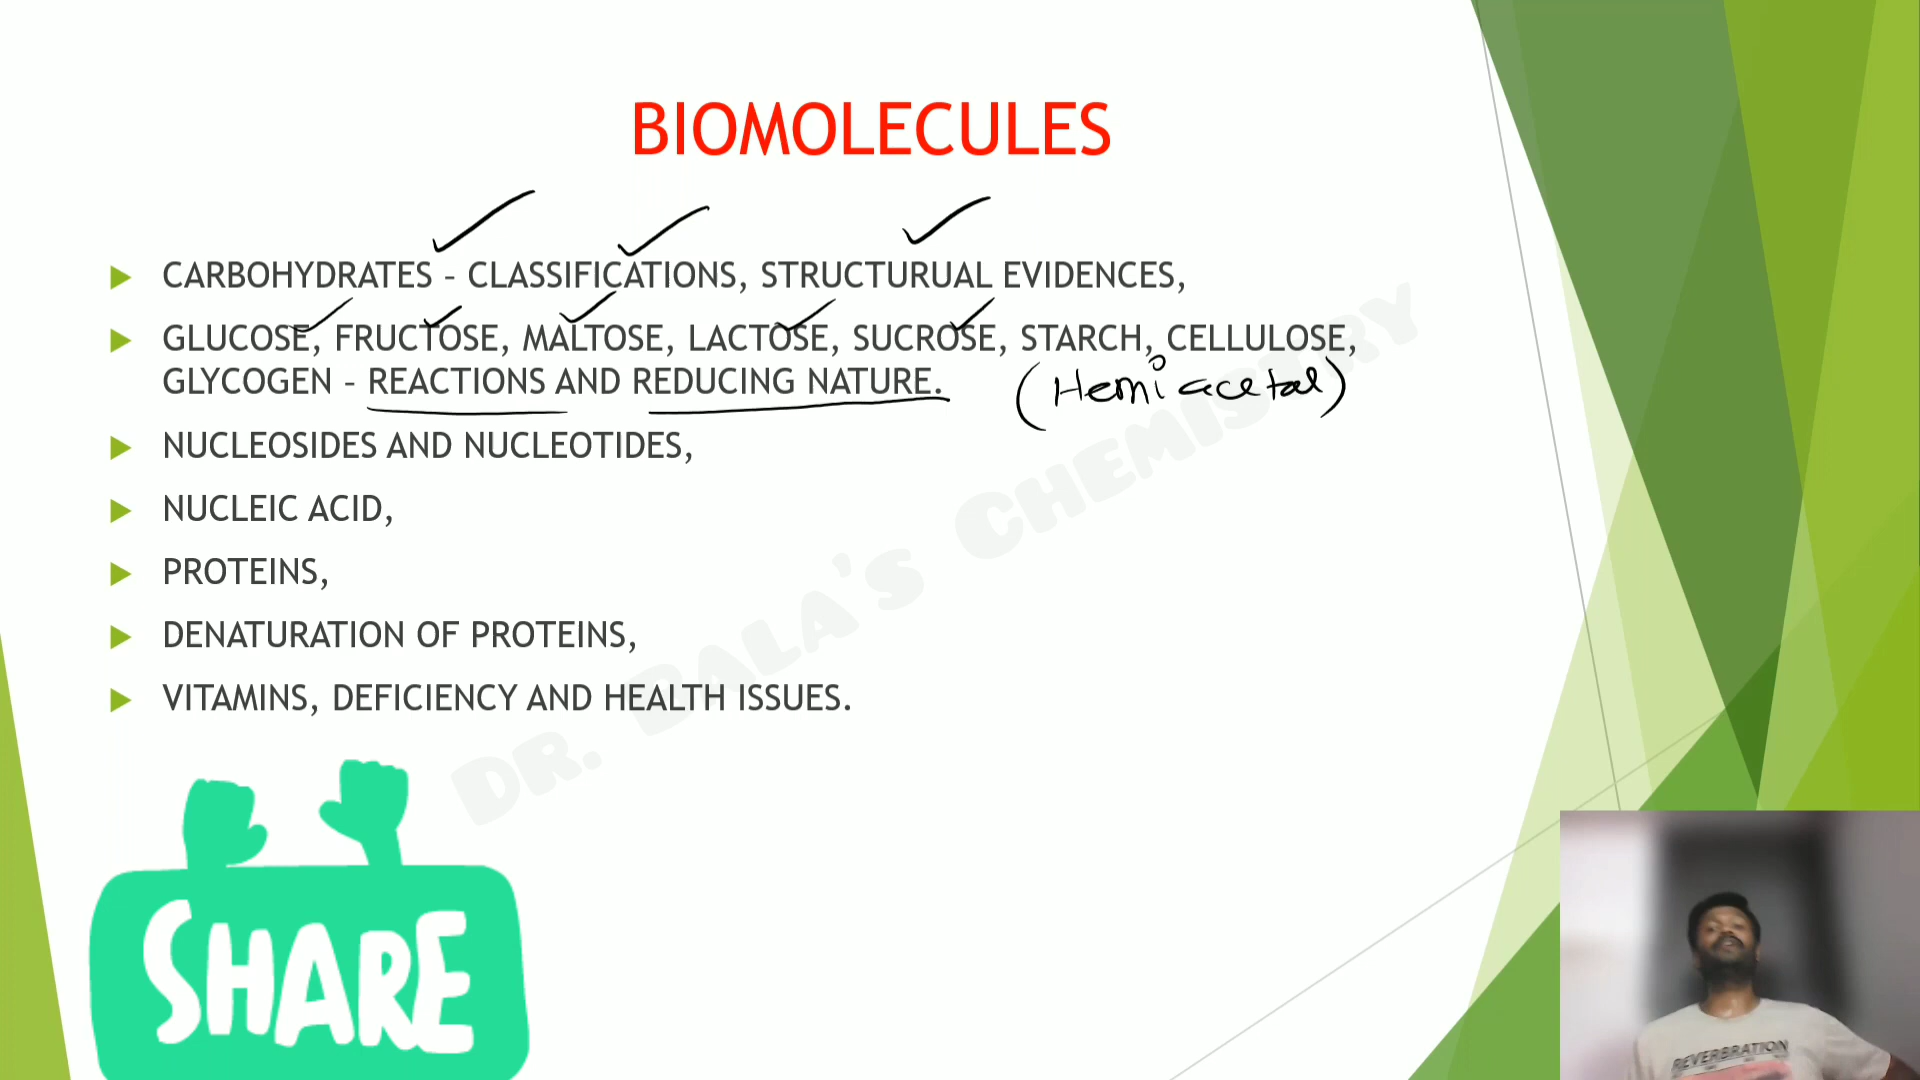 BIOMOLECULES
CARBOHYDRATES – CLASSIFICATIONS, STRUCTURUAL EVIDENCES,
GLUCOSE, FRUCTOSE, MALTOSE, LACTOSE, SUCROSE, STARCH, CELLULOSE,
GLYCOGEN – REACTIONS AND REDUCING NATURE. (Hemiacetal)
NUCLEOSIDES AND NUCLEOTIDES,
NUCLEIC ACID,
PROTEINS,
DENATURATION OF PROTEINS,
VITAMINS, DEFICIENCY AND HEALTH ISSUES.
DR. BALA'S CHEMISTRY
SHARE
REVERBRATION